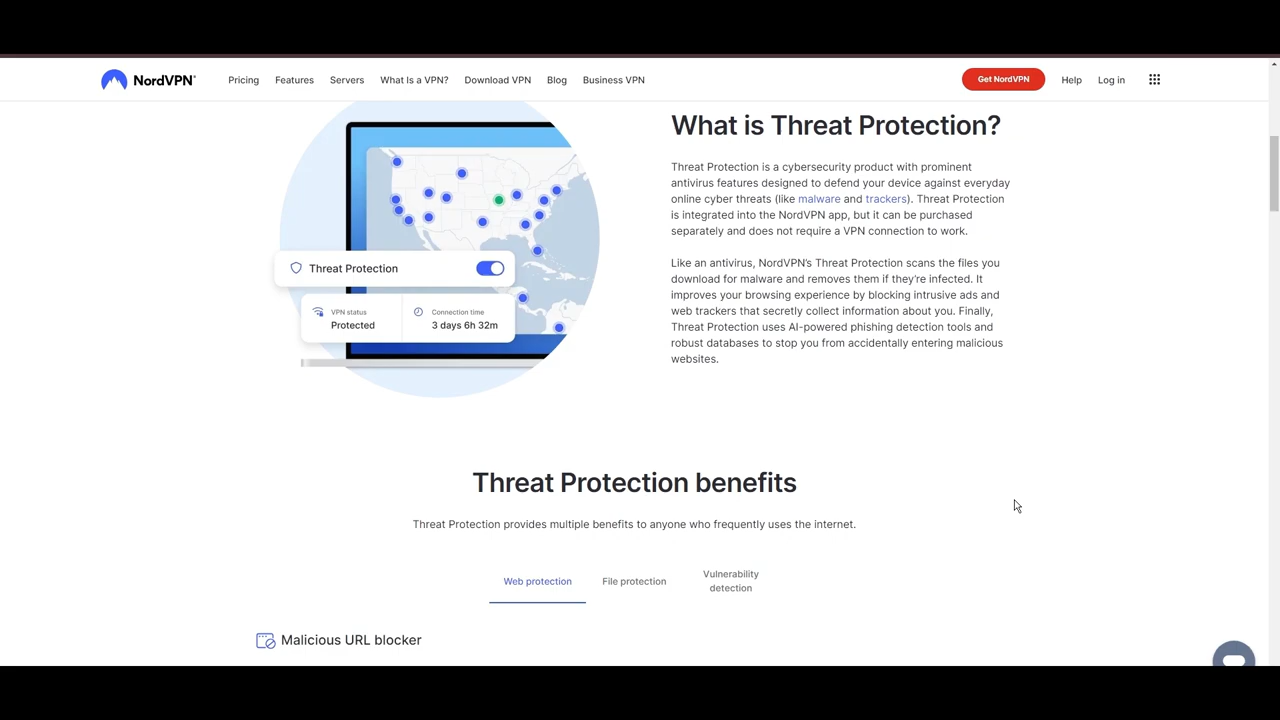 NordVPN®
Pricing
Features
Servers
What Is a VPN?
Download VPN
Blog
Business VPN
Get NordVPN
Help
Log in
Threat Protection
VPN status
Protected
Connection time
3 days 6h 32m
What is Threat Protection?
Threat Protection is a cybersecurity product with prominent
antivirus features designed to defend your device against everyday
online cyber threats (like malware and trackers). Threat Protection
is integrated into the NordVPN app, but it can be purchased
separately and does not require a VPN connection to work.
Like an antivirus, NordVPN’s Threat Protection scans the files you
download for malware and removes them if they’re infected. It
improves your browsing experience by blocking intrusive ads and
web trackers that secretly collect information about you. Finally,
Threat Protection uses AI-powered phishing detection tools and
robust databases to stop you from accidentally entering malicious
websites.
Threat Protection benefits
Threat Protection provides multiple benefits to anyone who frequently uses the internet.
Web protection
File protection
Vulnerability
detection
Malicious URL blocker